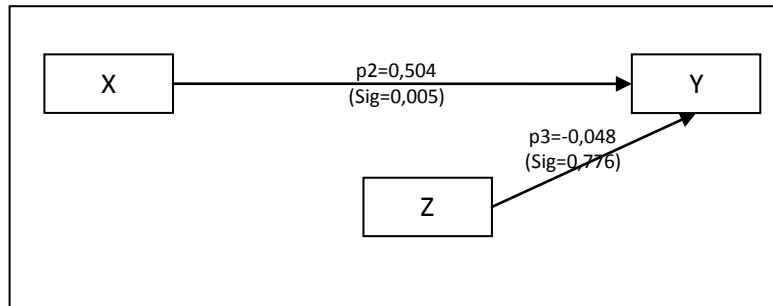 X
p2=0,504
(Sig=0,005)
Y
p3=-0,048
(Sig=0,776)
Z